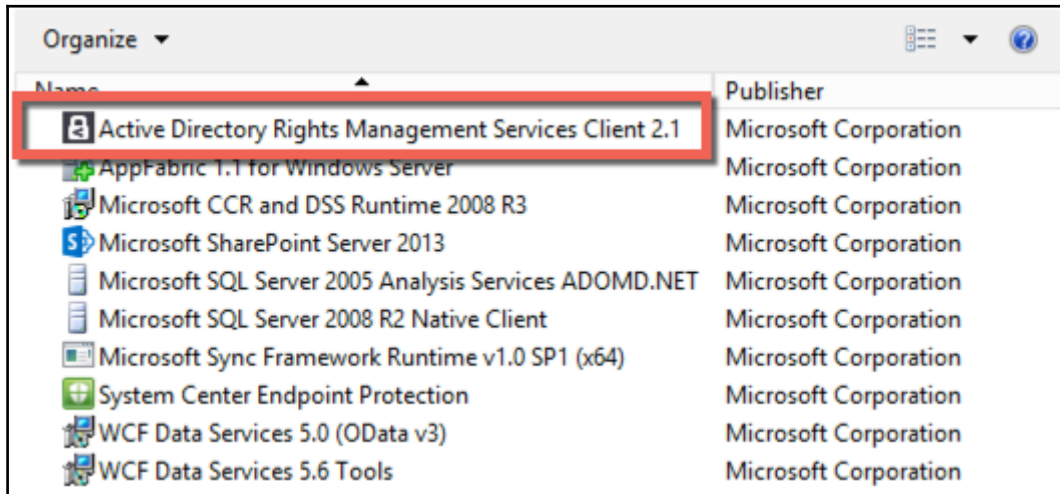 Organize
Name Publisher
Active Directory Rights Management Services Client 2.1 Microsoft Corporation
AppFabric 1.1 for Windows Server Microsoft Corporation
Microsoft CCR and DSS Runtime 2008 R3 Microsoft Corporation
Microsoft SharePoint Server 2013 Microsoft Corporation
Microsoft SQL Server 2005 Analysis Services ADOMD.NET Microsoft Corporation
Microsoft SQL Server 2008 R2 Native Client Microsoft Corporation
Microsoft Sync Framework Runtime v1.0 SP1 (x64) Microsoft Corporation
System Center Endpoint Protection Microsoft Corporation
WCF Data Services 5.0 (OData v3) Microsoft Corporation
WCF Data Services 5.6 Tools Microsoft Corporation